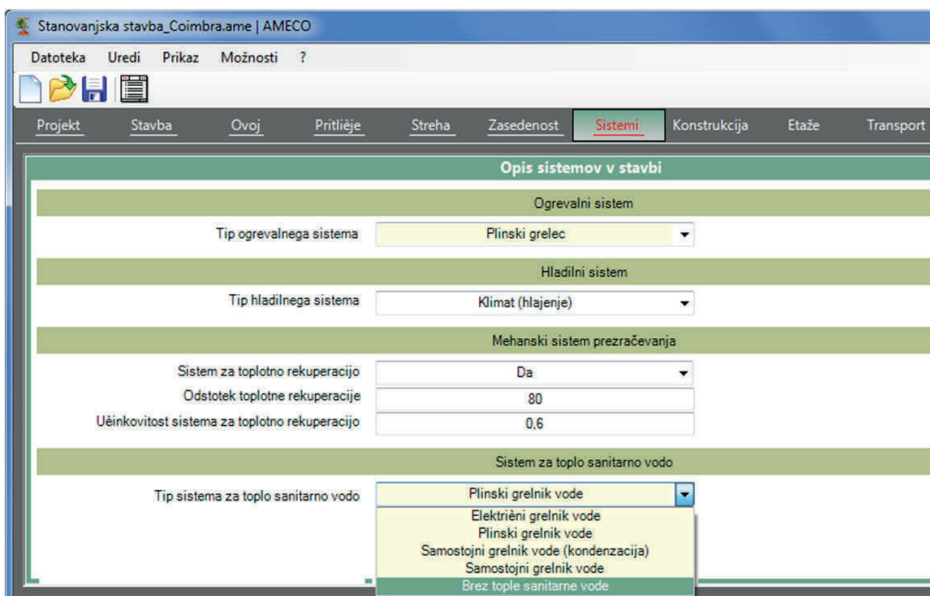 Stanovanjska stavba_Coimbra.ame | AMECO
Datoteka Uredi Prikaz Možnosti ?
Projekt Stavba Ovoj Pritlièje Streha Zasedenost Sistemi Konstrukcija Etaže Transport
Opis sistemov v stavbi
Ogrevalni sistem
Tip ogrevalnega sistema Plinski grelec
Hladilni sistem
Tip hladilnega sistema Klimat (hlajenje)
Mehanski sistem prezračevanja
Sistem za toplotno rekuperacijo Da
Odstotek toplotne rekuperacije 80
Uèinkovitost sistema za toplotno rekuperacijo 0,6
Sistem za toplo sanitarno vodo
Tip sistema za toplo sanitarno vodo Plinski grelnik vode
Elektrièni grelnik vode
Plinski grelnik vode
Samostojni grelnik vode (kondenzacija)
Samostojni grelnik vode
Brez tople sanitarne vode